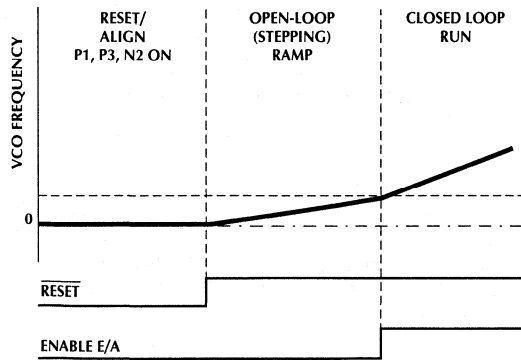 RESET/
ALIGN
P1, P3, N2 ON
OPEN-LOOP
(STEPPING)
RAMP
CLOSED LOOP
RUN
VCO FREQUENCY
0
RESET
ENABLE E/A